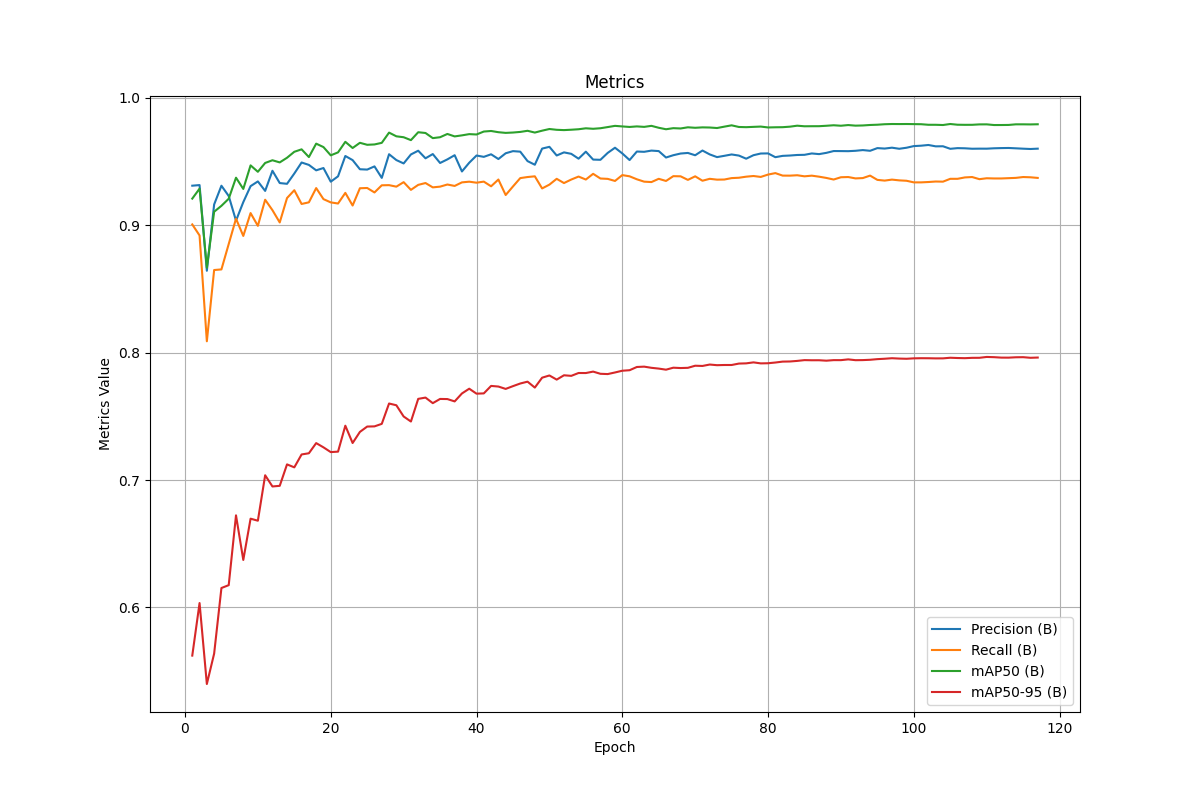 Metrics
1.0
0.9
0.8
0.7
0.6
Metrics Value
0 20 40 60 80 100 120
Epoch
Precision (B)
Recall (B)
mAP50 (B)
mAP50-95 (B)